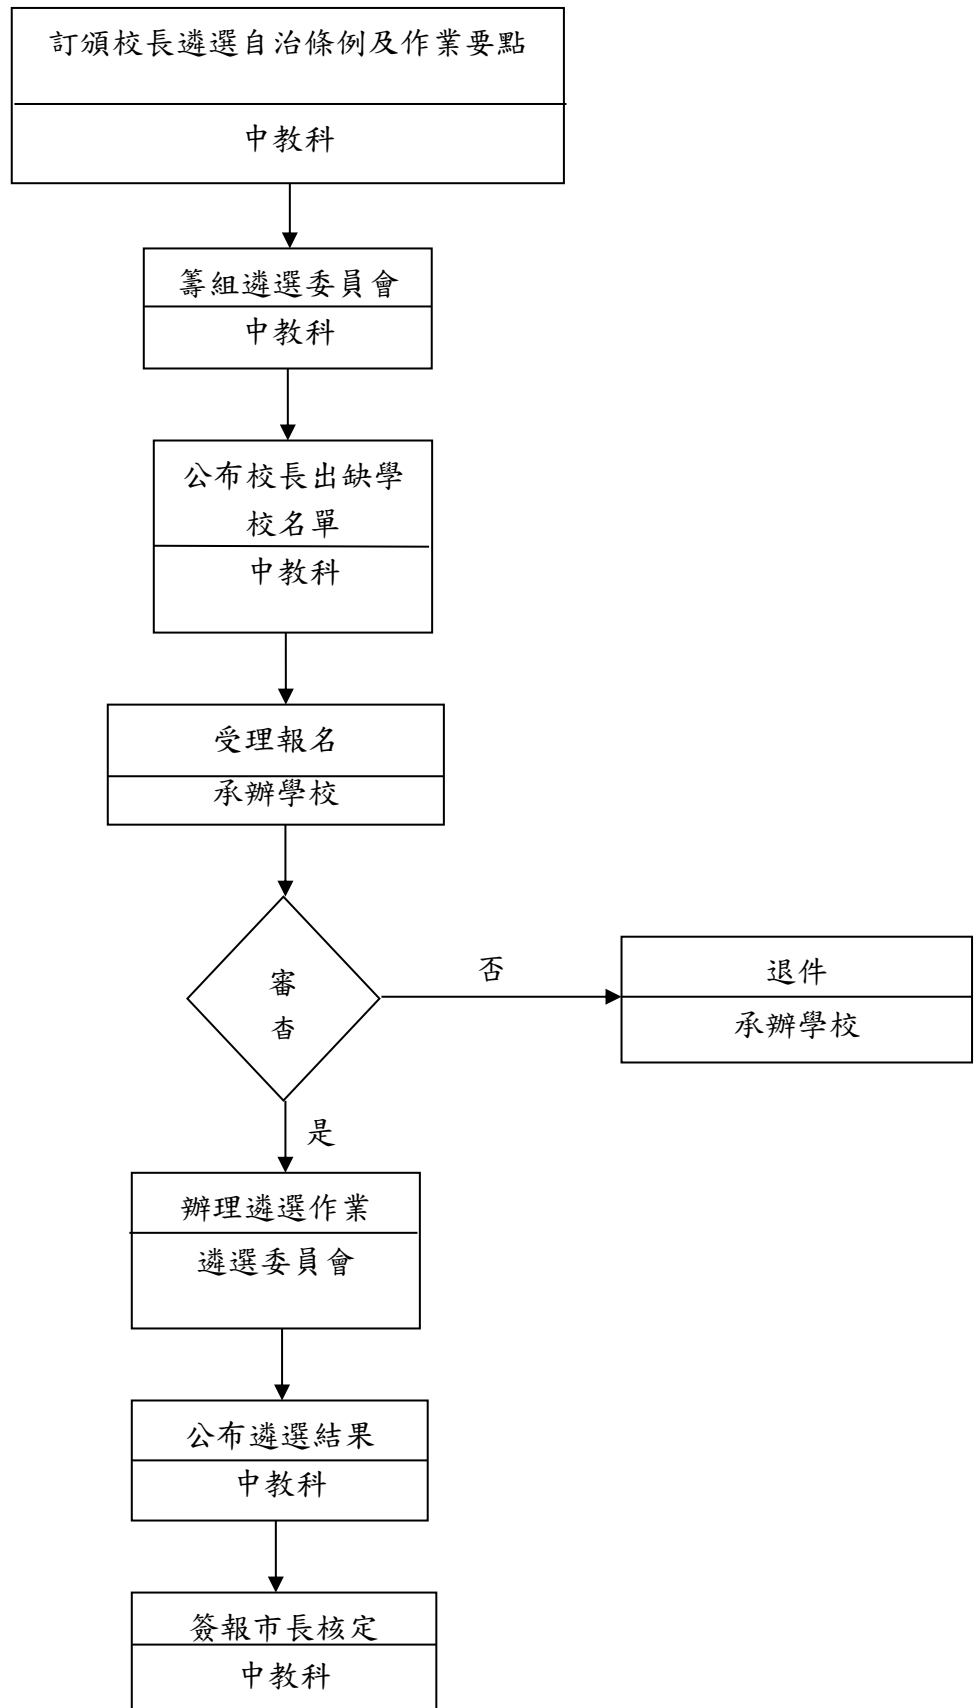 訂頒校長遴選自治條例及作業要點
中教科
籌組遴選委員會
中教科
公布校長出缺學
校名單
中教科
受理報名
承辦學校
審
查
否
退件
承辦學校
是
辦理遴選作業
遴選委員會
公布遴選結果
中教科
簽報市長核定
中教科